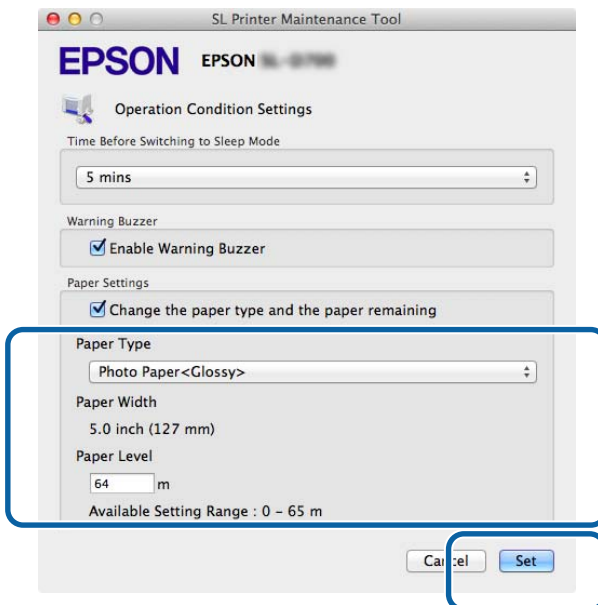 SL Printer Maintenance Tool
EPSON EPSON
Operation Condition Settings
Time Before Switching to Sleep Mode
5 mins
Warning Buzzer
Enable Warning Buzzer
Paper Settings
Change the paper type and the paper remaining
Paper Type
Photo Paper<Glossy>
Paper Width
5.0 inch (127 mm)
Paper Level
64 m
Available Setting Range : 0 – 65 m
Cancel Set